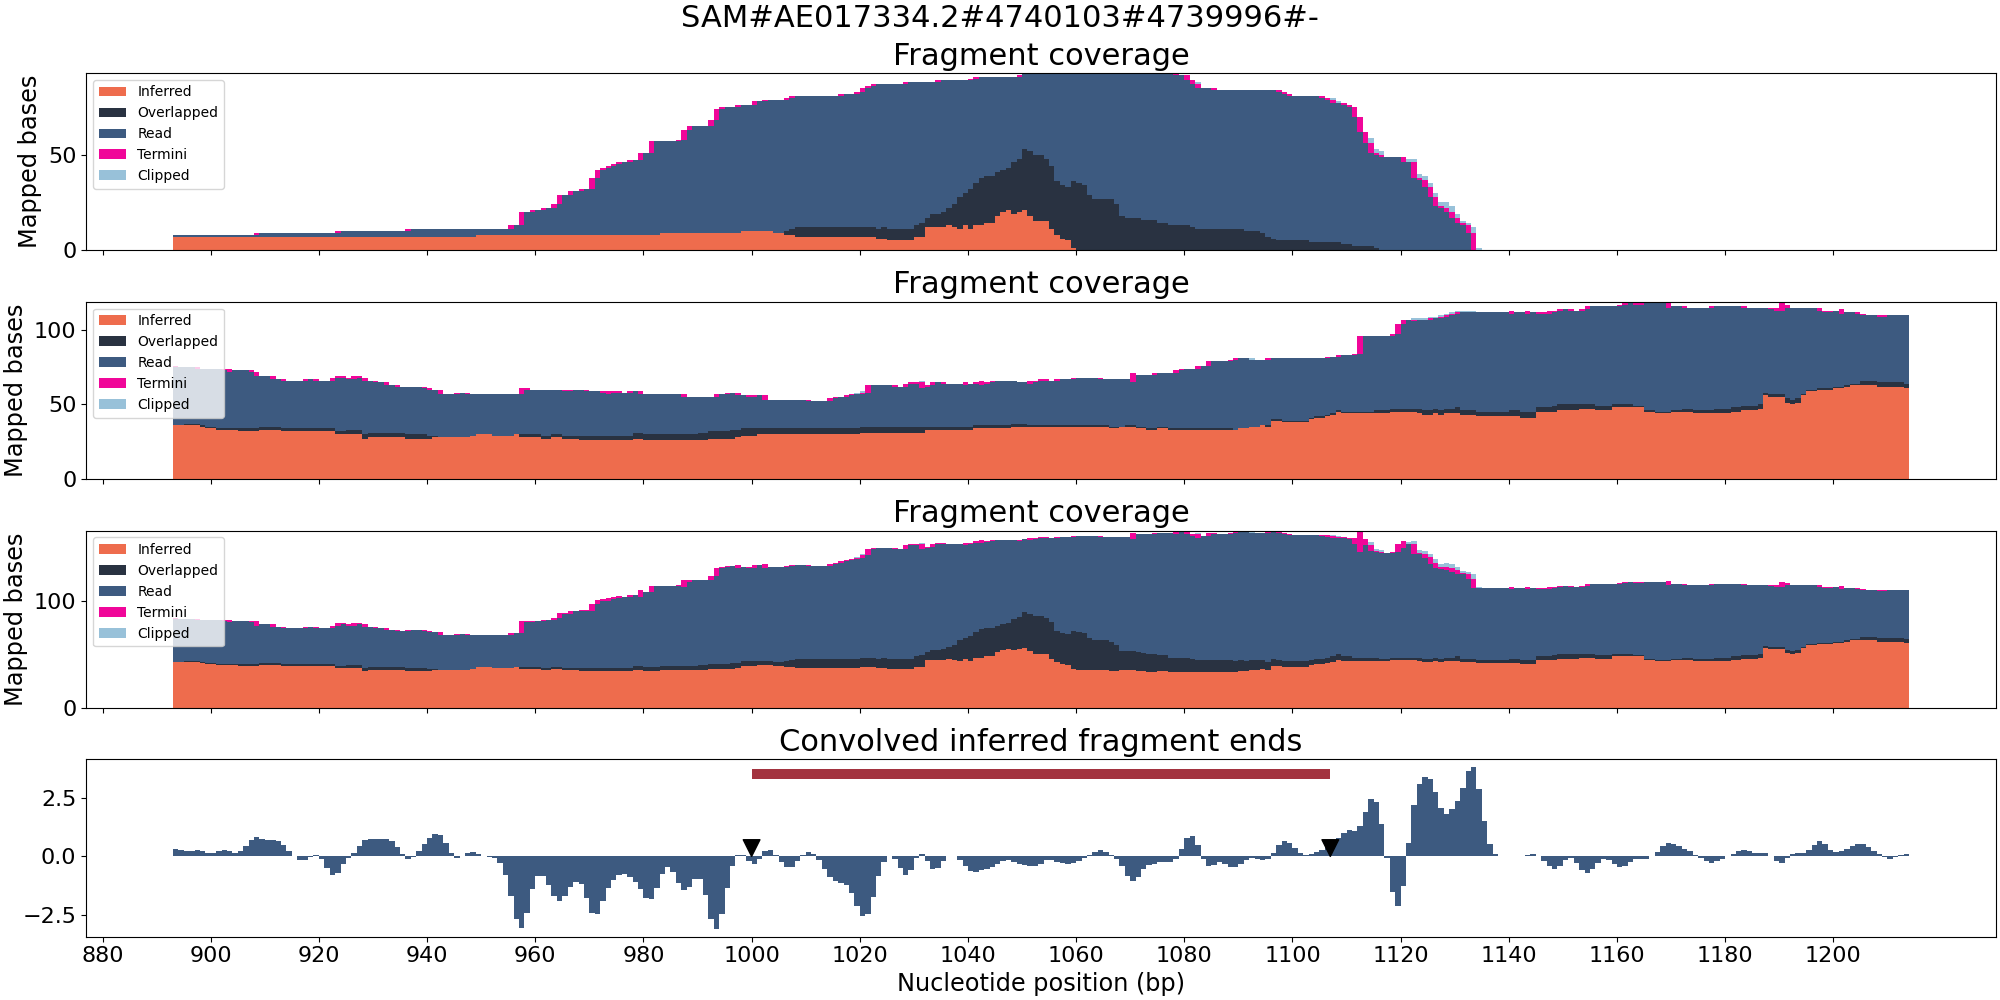 SAM#AE017334.2#4740103#4739996#-
Fragment coverage
Mapped bases
50
0
Inferred
Overlapped
Read
Termini
Clipped
Fragment coverage
Mapped bases
100
50
0
Inferred
Overlapped
Read
Termini
Clipped
Fragment coverage
Mapped bases
100
0
Inferred
Overlapped
Read
Termini
Clipped
Convolved inferred fragment ends
2.5
0.0
−2.5
880 900 920 940 960 980 1000 1020 1040 1060 1080 1100 1120 1140 1160 1180 1200
Nucleotide position (bp)